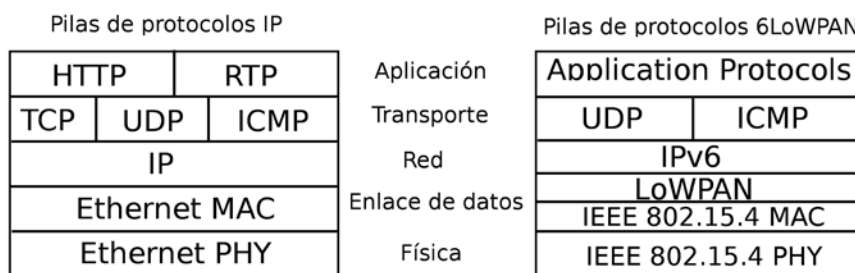 Pilas de protocolos IP
Pilas de protocolos 6LoWPAN
HTTP RTP Aplicación Application Protocols
TCP UDP ICMP Transporte UDP ICMP
IP Red IPv6
Ethernet MAC Enlace de datos LoWPAN
IEEE 802.15.4 MAC
Ethernet PHY Física IEEE 802.15.4 PHY